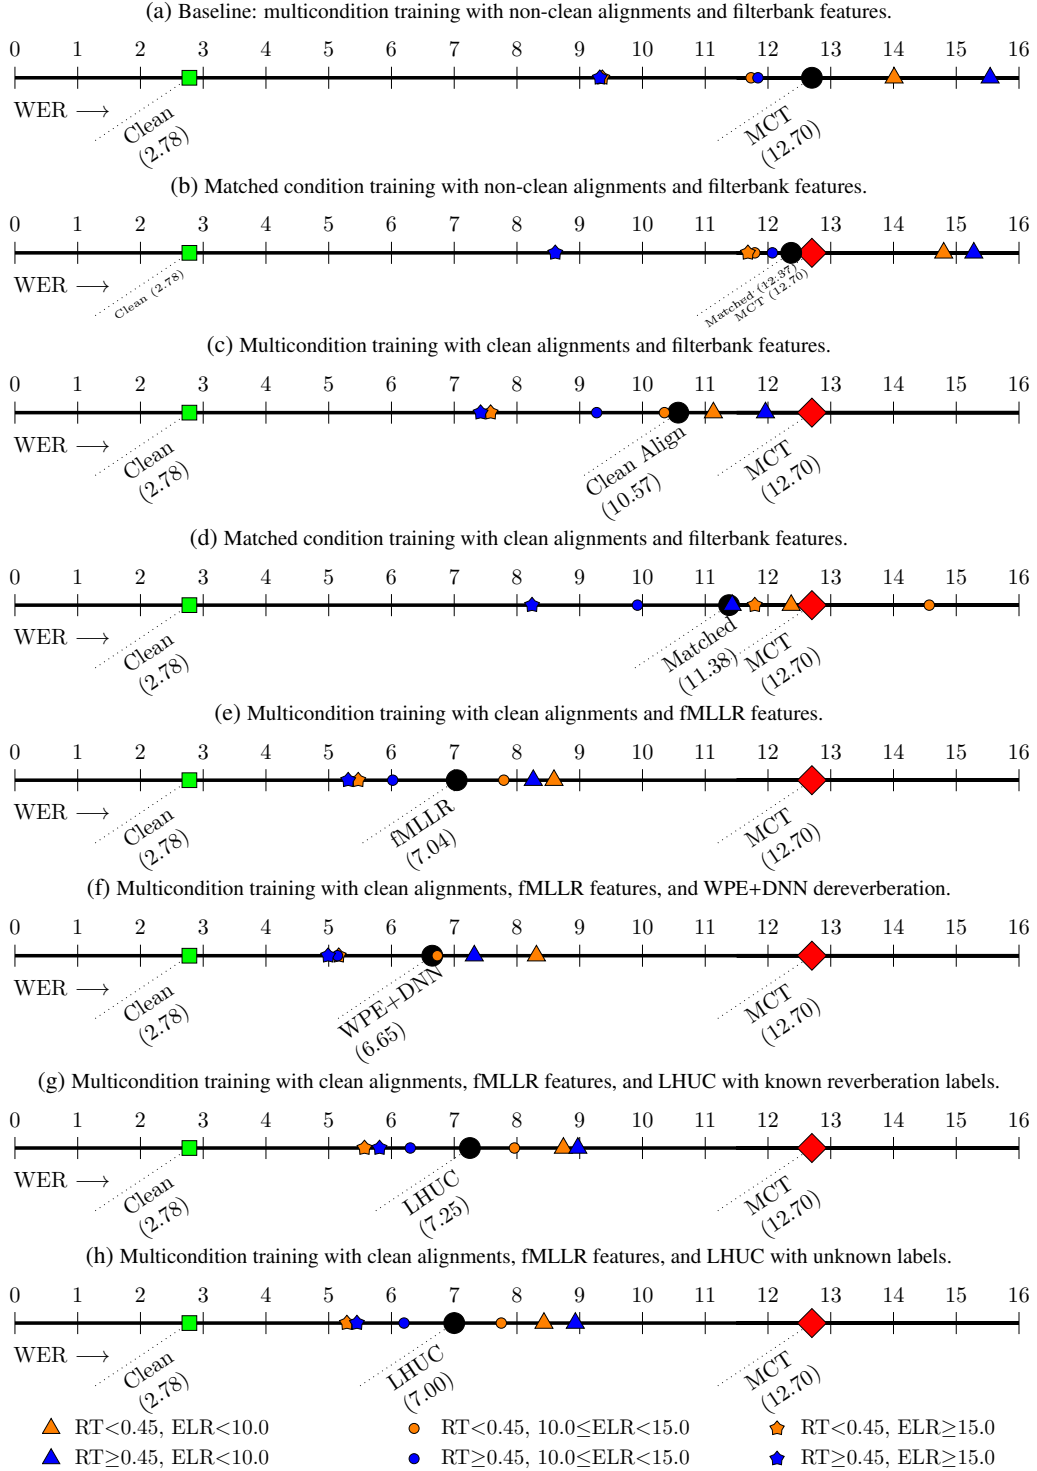 (a) Baseline: multicondition training with non-clean alignments and filterbank features.
0 1 2 3 4 5 6 7 8 9 10 11 12 13 14 15 16
WER →
Clean
(2.78)
MCT
(12.70)
(b) Matched condition training with non-clean alignments and filterbank features.
0 1 2 3 4 5 6 7 8 9 10 11 12 13 14 15 16
WER →
Clean (2.78)
Matched (12.37)
MCT (12.70)
(c) Multicondition training with clean alignments and filterbank features.
0 1 2 3 4 5 6 7 8 9 10 11 12 13 14 15 16
WER →
Clean
(2.78)
Clean Align
(10.57)
MCT
(12.70)
(d) Matched condition training with clean alignments and filterbank features.
0 1 2 3 4 5 6 7 8 9 10 11 12 13 14 15 16
WER →
Clean
(2.78)
Matched
(11.38)
MCT
(12.70)
(e) Multicondition training with clean alignments and fMLLR features.
0 1 2 3 4 5 6 7 8 9 10 11 12 13 14 15 16
WER →
Clean
(2.78)
fMLLR
(7.04)
MCT
(12.70)
(f) Multicondition training with clean alignments, fMLLR features, and WPE+DNN dereverberation.
0 1 2 3 4 5 6 7 8 9 10 11 12 13 14 15 16
WER →
Clean
(2.78)
WPE+DNN
(6.65)
MCT
(12.70)
(g) Multicondition training with clean alignments, fMLLR features, and LHUC with known reverberation labels.
0 1 2 3 4 5 6 7 8 9 10 11 12 13 14 15 16
WER →
Clean
(2.78)
LHUC
(7.25)
MCT
(12.70)
(h) Multicondition training with clean alignments, fMLLR features, and LHUC with unknown labels.
0 1 2 3 4 5 6 7 8 9 10 11 12 13 14 15 16
WER →
Clean
(2.78)
LHUC
(7.00)
MCT
(12.70)
RT<0.45, ELR<10.0 RT<0.45, 10.0≤ELR<15.0 RT<0.45, ELR≥15.0
RT≥0.45, ELR<10.0 RT≥0.45, 10.0≤ELR<15.0 RT≥0.45, ELR≥15.0